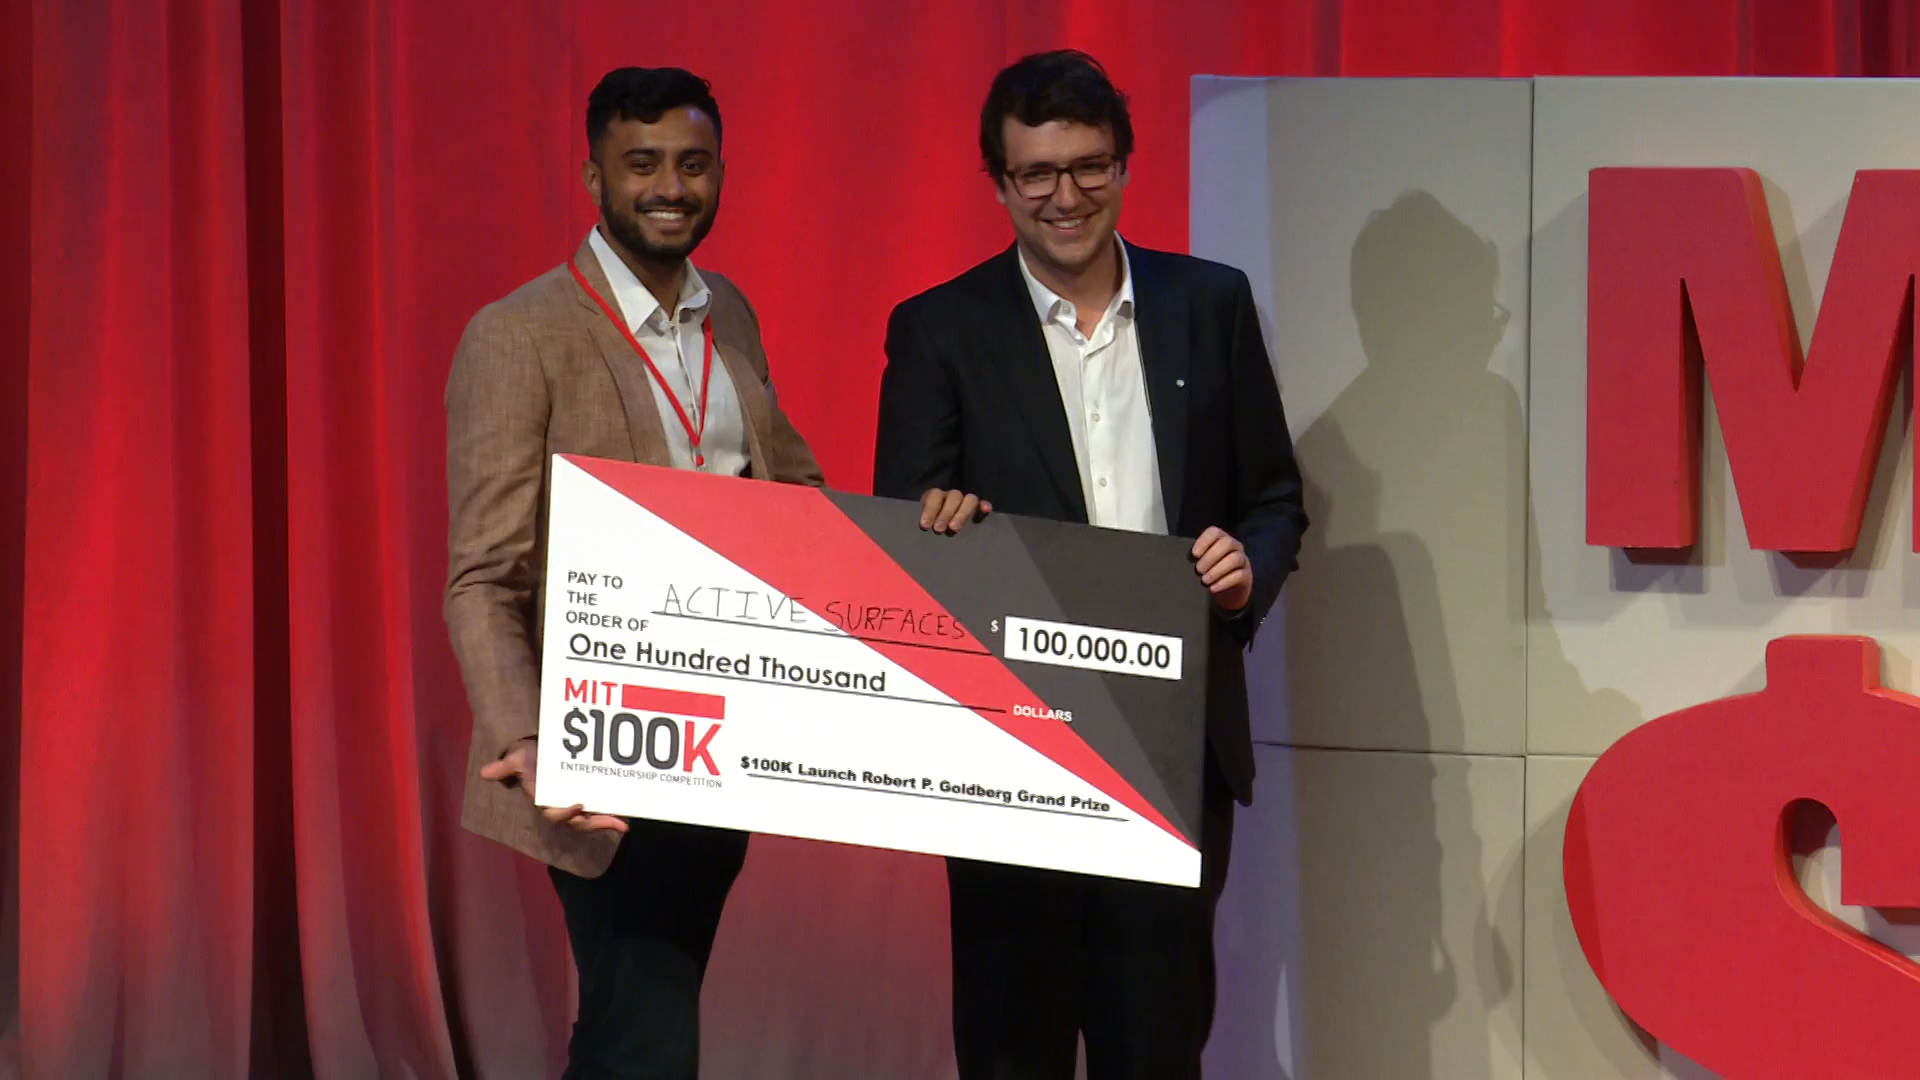 PAY TO
THE
ORDER OF
ACTIVE SURFACES
$ 100,000.00
One Hundred Thousand
DOLLARS
MIT
$100K
ENTREPRENEURSHIP COMPETITION
$100K Launch Robert P. Goldberg Grand Prize
M
$